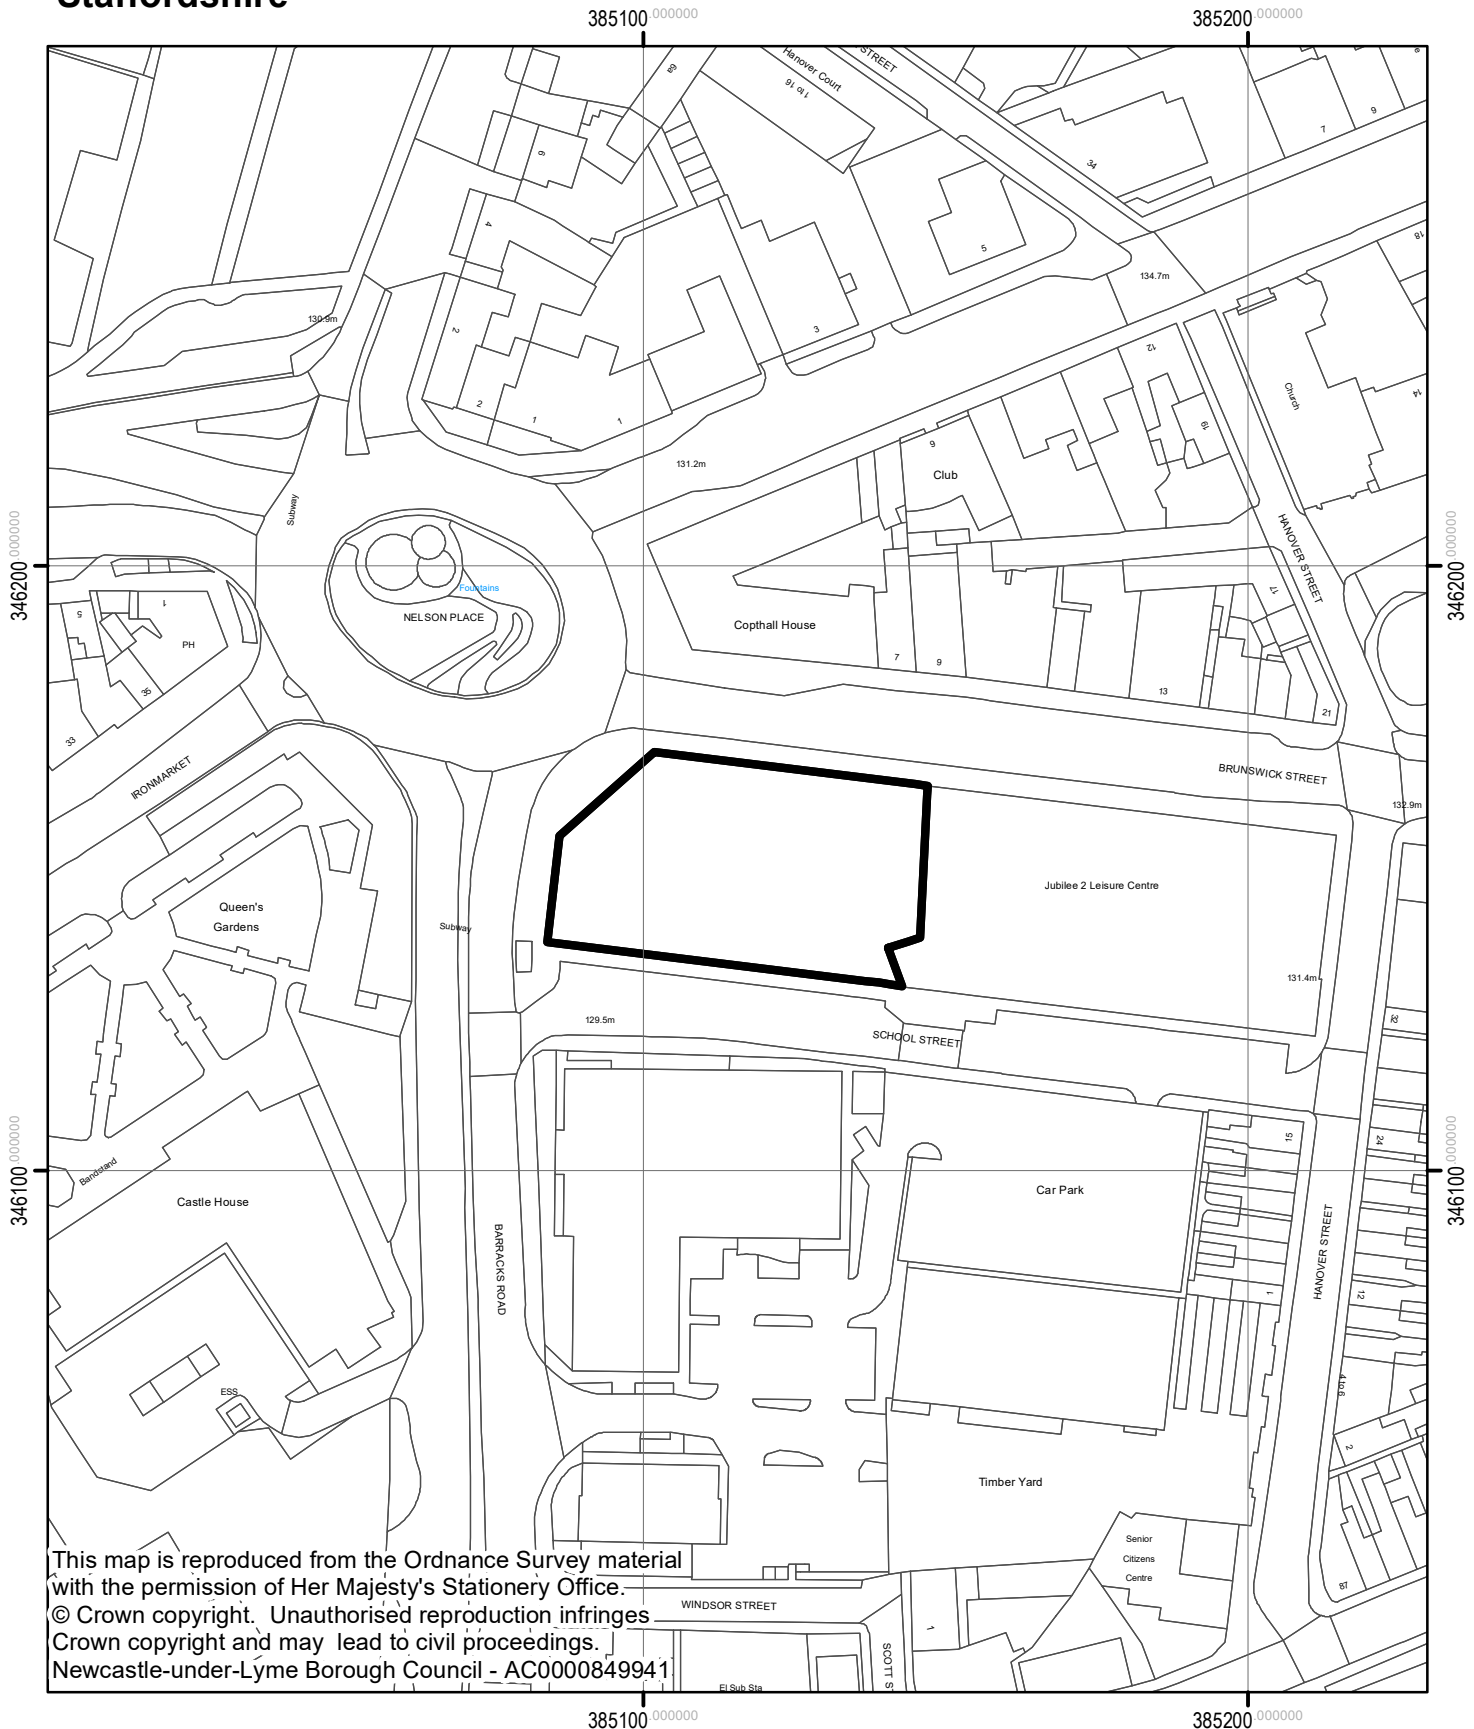 Staffordshire
385100.000000
385200.000000
STREET
Hanover Court
1 to 16
6a
e
7
9
34
6
18
4
5
134.7m
130.9m
2
3
12
Church
14
2
1
1
6
19
131.2m
Club
Subway
HANOVER STREET
346200.000000
346200.000000
Fountains
NELSON PLACE
17
5
1
PH
Copthall House
7
9
13
21
35
33
IRONMARKET
BRUNSWICK STREET
132.9m
Jubilee 2 Leisure Centre
Queen's
Gardens
Subway
131.4m
129.5m
SCHOOL STREET
32
15
24
346100.000000
346100.000000
Bandstand
Castle House
Car Park
BARRACKS ROAD
HANOVER STREET
1
12
ESS
4 to 6
2
Timber Yard
Senior
Citizens
Centre
87
This map is reproduced from the Ordnance Survey material
with the permission of Her Majesty's Stationery Office.
© Crown copyright. Unauthorised reproduction infringes
Crown copyright and may lead to civil proceedings.
Newcastle-under-Lyme Borough Council - AC0000849941
WINDSOR STREET
1
SCOTT S
El Sub Sta
385100.000000
385200.000000